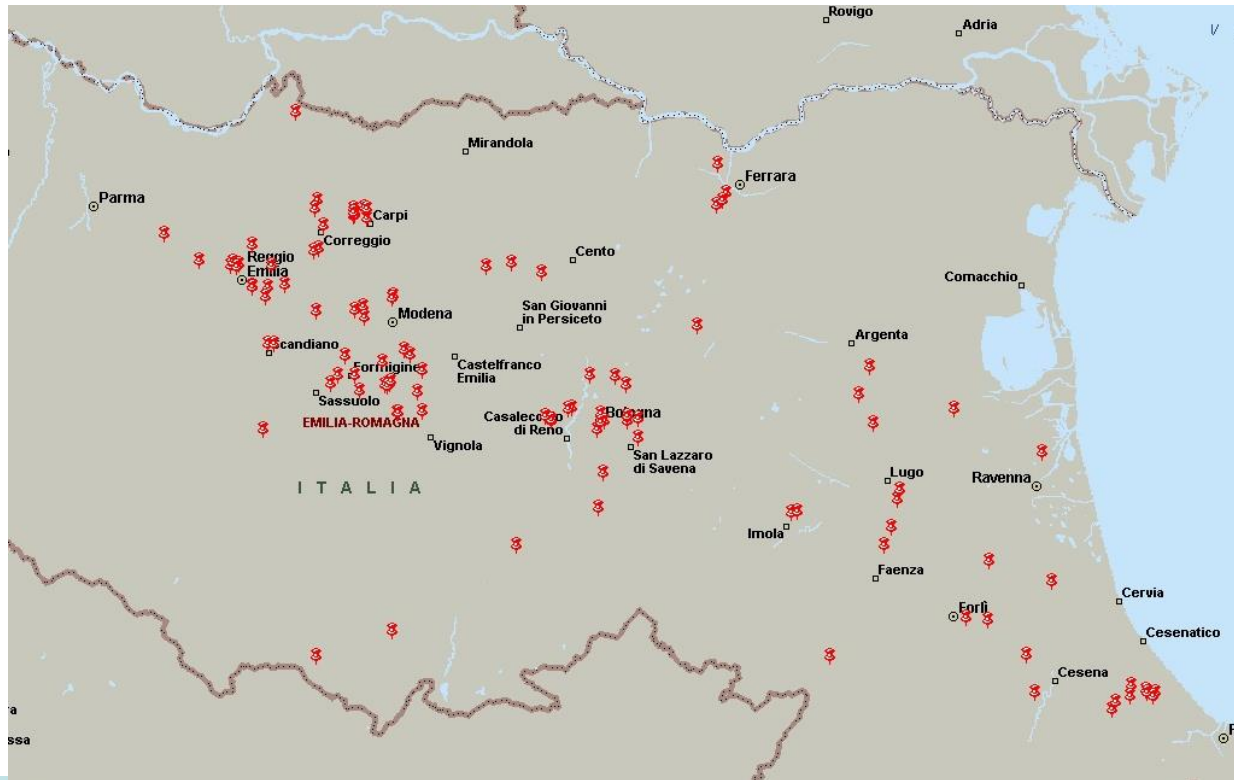 Rovigo
Adria
V
Mirandola
Parma
Ferrara
Carpi
Correggio
Reggio
Emilia
Cento
Comacchio
San Giovanni
in Persiceto
Modena
Argenta
Scandiano
Castelfranco
Emilia
Formigine
Sassuolo
Casalecchio
di Reno
Bologna
EMILIA-ROMAGNA
Vignola
San Lazzaro
di Savena
Lugo
Ravenna
ITALIA
Imola
Faenza
Cervia
Forlì
Cesenatico
Cesena
a
ssa